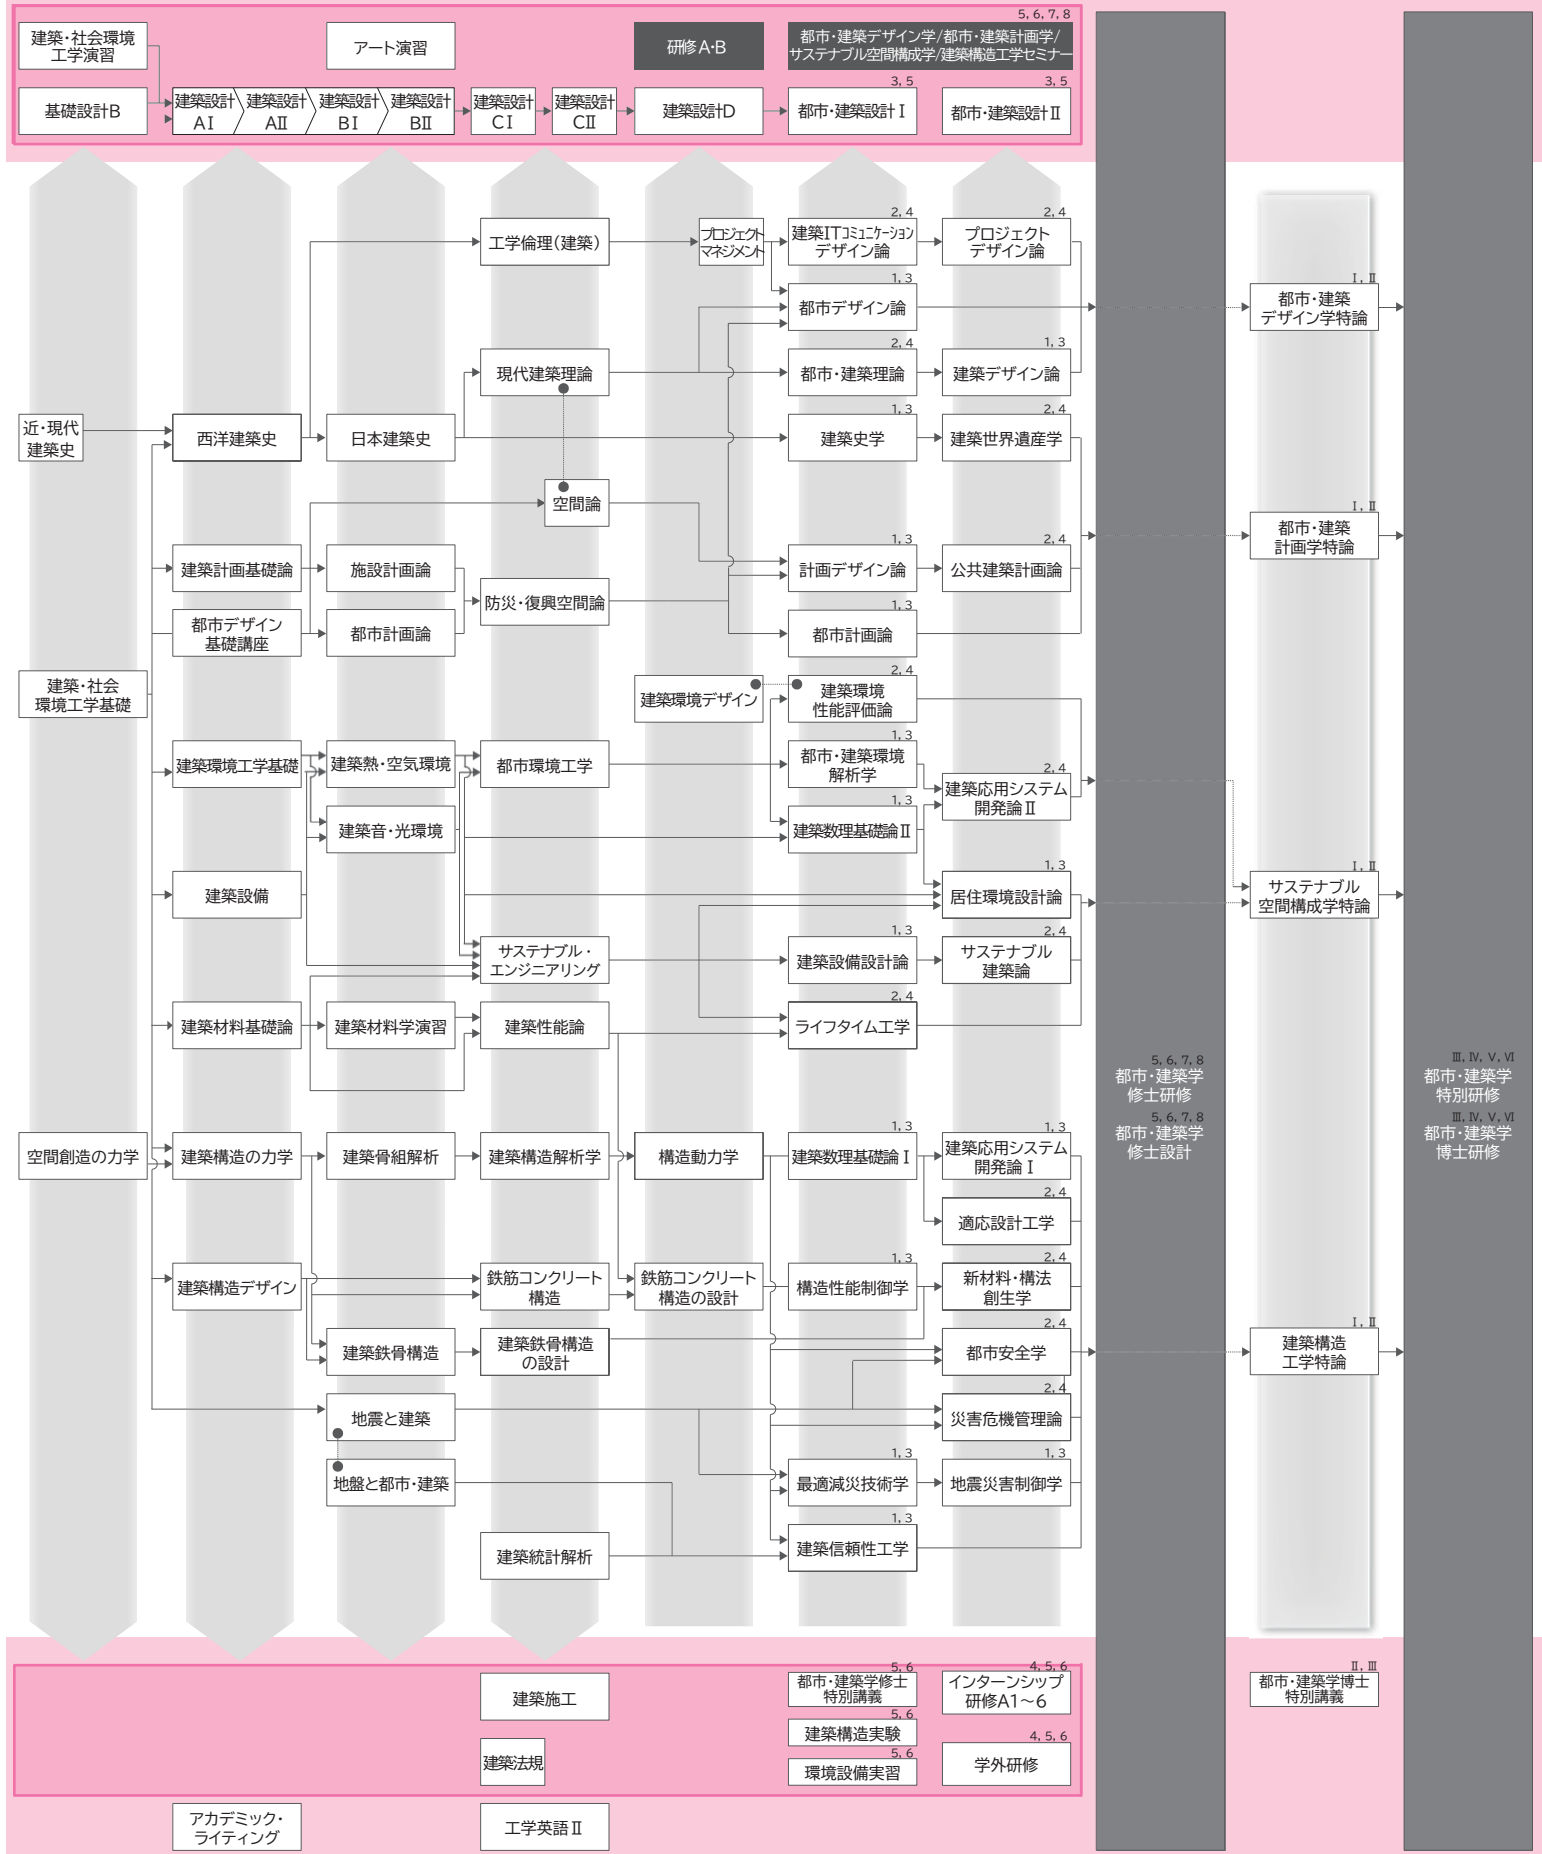 5, 6, 7, 8
建築・社会環境
工学演習
アート演習
研修A・B
都市・建築デザイン学/都市・建築計画学/
サステナブル空間構成学/建築構造工学セミナー
3, 5
3, 5
基礎設計B
建築設計
AⅠ
建築設計
AⅡ
建築設計
BⅠ
建築設計
BⅡ
建築設計
CⅠ
建築設計
CⅡ
建築設計D
都市・建築設計Ⅰ
都市・建築設計Ⅱ
工学倫理(建築)
プロジェクト
マネジメント
2, 4
建築ITコミュニケーション
デザイン論
2, 4
プロジェクト
デザイン論
1, 3
都市デザイン論
Ⅰ, Ⅱ
都市・建築
デザイン学特論
現代建築理論
2, 4
都市・建築理論
1, 3
建築デザイン論
近・現代
建築史
西洋建築史
日本建築史
1, 3
建築史学
2, 4
建築世界遺産学
空間論
Ⅰ, Ⅱ
都市・建築
計画学特論
建築計画基礎論
施設計画論
1, 3
計画デザイン論
2, 4
公共建築計画論
防災・復興空間論
都市デザイン
基礎講座
都市計画論
1, 3
都市計画論
建築・社会
環境工学基礎
建築環境デザイン
2, 4
建築環境
性能評価論
建築環境工学基礎
建築熱・空気環境
都市環境工学
1, 3
都市・建築環境
解析学
2, 4
建築応用システム
開発論Ⅱ
建築音・光環境
1, 3
建築数理基礎論Ⅱ
建築設備
1, 3
居住環境設計論
Ⅰ, Ⅱ
サステナブル
空間構成学特論
サステナブル・
エンジニアリング
1, 3
建築設備設計論
2, 4
サステナブル
建築論
建築材料基礎論
建築材料学演習
建築性能論
2, 4
ライフタイム工学
5, 6, 7, 8
都市・建築学
修士研修
5, 6, 7, 8
都市・建築学
修士設計
Ⅲ, Ⅳ, Ⅴ, Ⅵ
都市・建築学
特別研修
Ⅲ, Ⅳ, Ⅴ, Ⅵ
都市・建築学
博士研修
空間創造の力学
建築構造の力学
建築骨組解析
建築構造解析学
構造動力学
1, 3
建築数理基礎論Ⅰ
1, 3
建築応用システム
開発論Ⅰ
2, 4
適応設計工学
建築構造デザイン
鉄筋コンクリート
構造
鉄筋コンクリート
構造の設計
1, 3
構造性能制御学
2, 4
新材料・構法
創生学
建築鉄骨構造
建築鉄骨構造
の設計
2, 4
都市安全学
Ⅰ, Ⅱ
建築構造
工学特論
地震と建築
2, 4
災害危機管理論
地盤と都市・建築
1, 3
最適減災技術学
1, 3
地震災害制御学
建築統計解析
1, 3
建築信頼性工学
建築施工
5, 6
都市・建築学修士
特別講義
4, 5, 6
インターンシップ
研修A1～6
Ⅱ, Ⅲ
都市・建築学博士
特別講義
5, 6
建築構造実験
建築法規
5, 6
環境設備実習
4, 5, 6
学外研修
アカデミック・
ライティング
工学英語Ⅱ